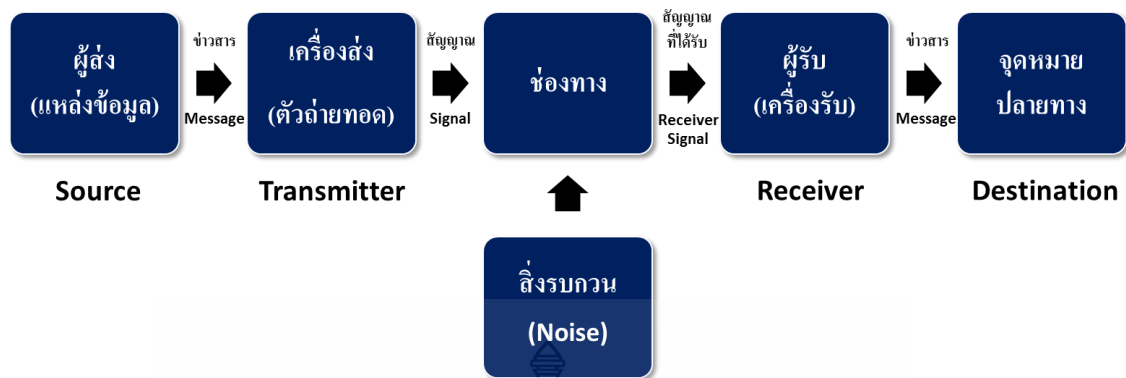 ผู้ส่ง
(แหล่งข้อมูล)
Source
ข่าวสาร
Message
เครื่องส่ง
(ตัวถ่ายทอด)
Transmitter
สัญญาณ
Signal
ช่องทาง
สัญญาณ
ที่ได้รับ
Receiver
Signal
ผู้รับ
(เครื่องรับ)
Receiver
ข่าวสาร
Message
จุดหมาย
ปลายทาง
Destination
สิ่งรบกวน
(Noise)